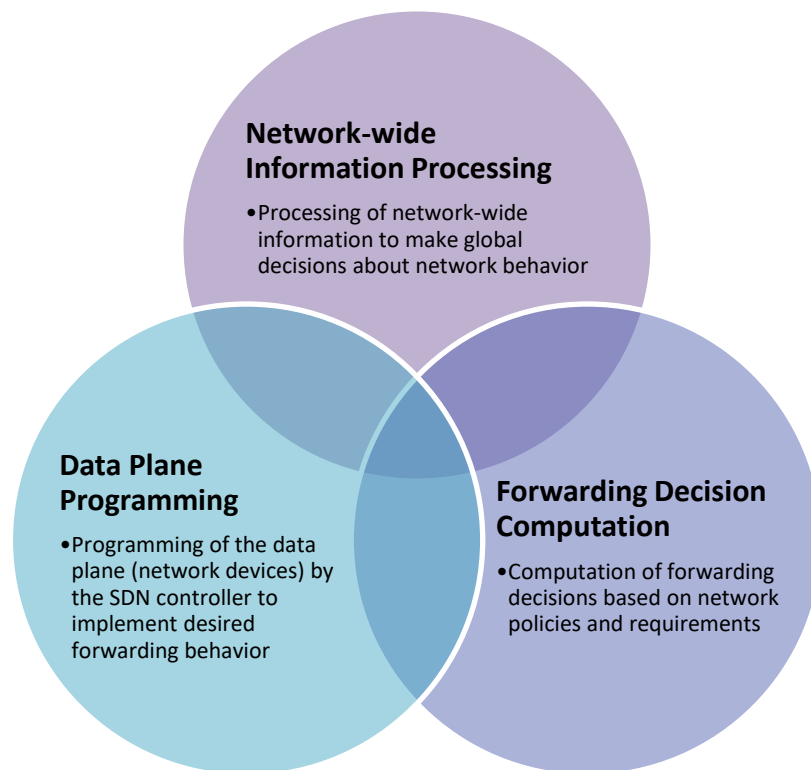 Network-wide
Information Processing
•Processing of network-wide
information to make global
decisions about network behavior
Data Plane
Programming
•Programming of the data
plane (network devices) by
the SDN controller to
implement desired
forwarding behavior
Forwarding Decision
Computation
•Computation of forwarding
decisions based on network
policies and requirements